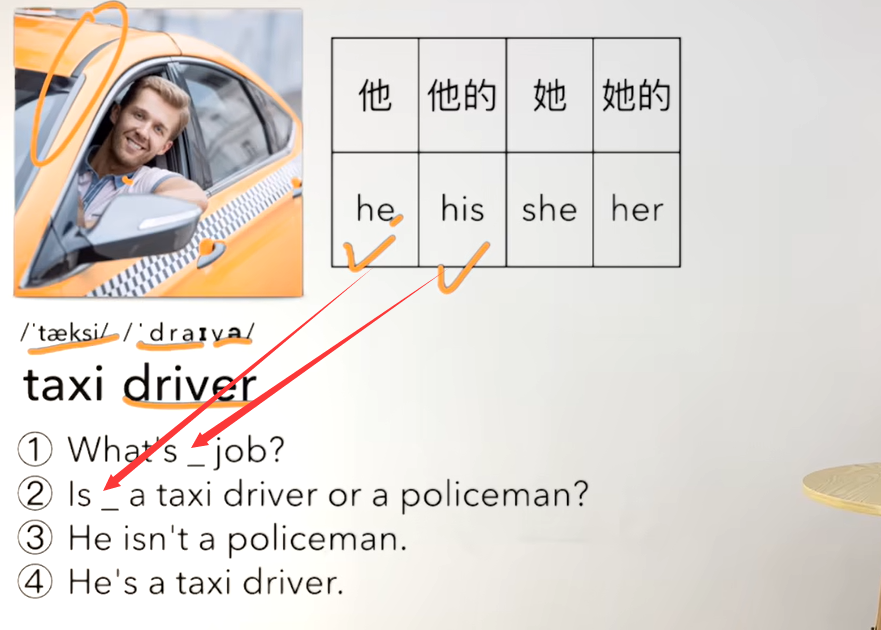 他 他的 她 她的
he his she her
/ˈtæksi/ /ˈdraɪvə/
taxi driver
① What's _ job?
② Is _ a taxi driver or a policeman?
③ He isn't a policeman.
④ He's a taxi driver.